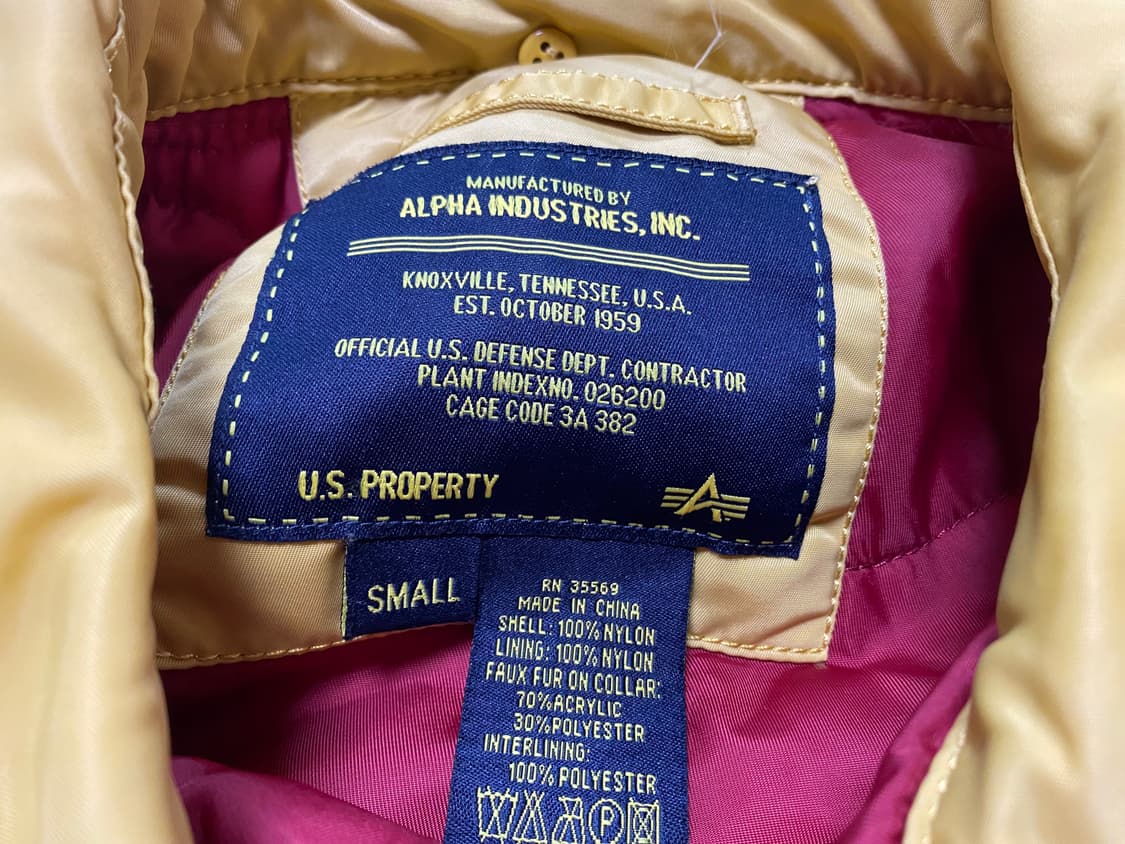 MANUFACTURED BY
ALPHA INDUSTRIES, INC.
KNOXVILLE, TENNESSEE, U.S.A.
EST. OCTOBER 1959
OFFICIAL U.S. DEFENSE DEPT. CONTRACTOR
PLANT INDEXNO. 026200
CAGE CODE 3A 382
U.S. PROPERTY
A
SMALL
RN 35569
MADE IN CHINA
SHELL: 100% NYLON
LINING: 100% NYLON
FAUX FUR ON COLLAR:
70%ACRYLIC
30%POLYESTER
INTERLINING:
100% POLYESTER
P